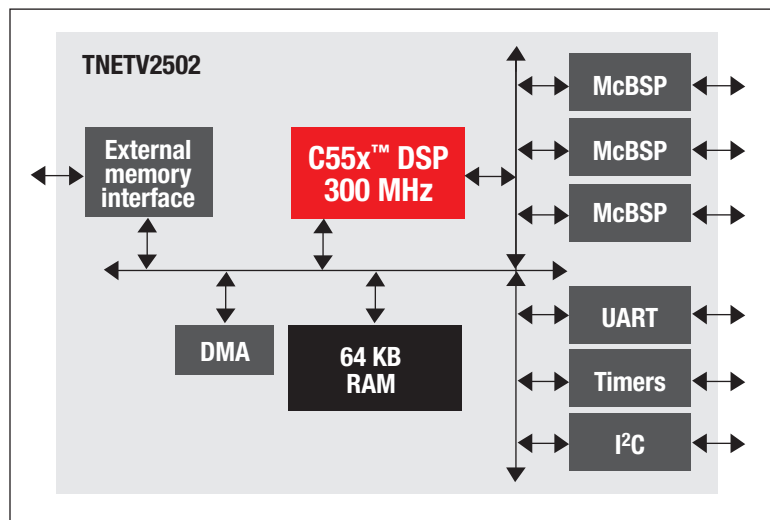 TNETV2502
External
memory
interface
C55x™ DSP
300 MHz
McBSP
McBSP
McBSP
DMA
64 KB
RAM
UART
Timers
I²C